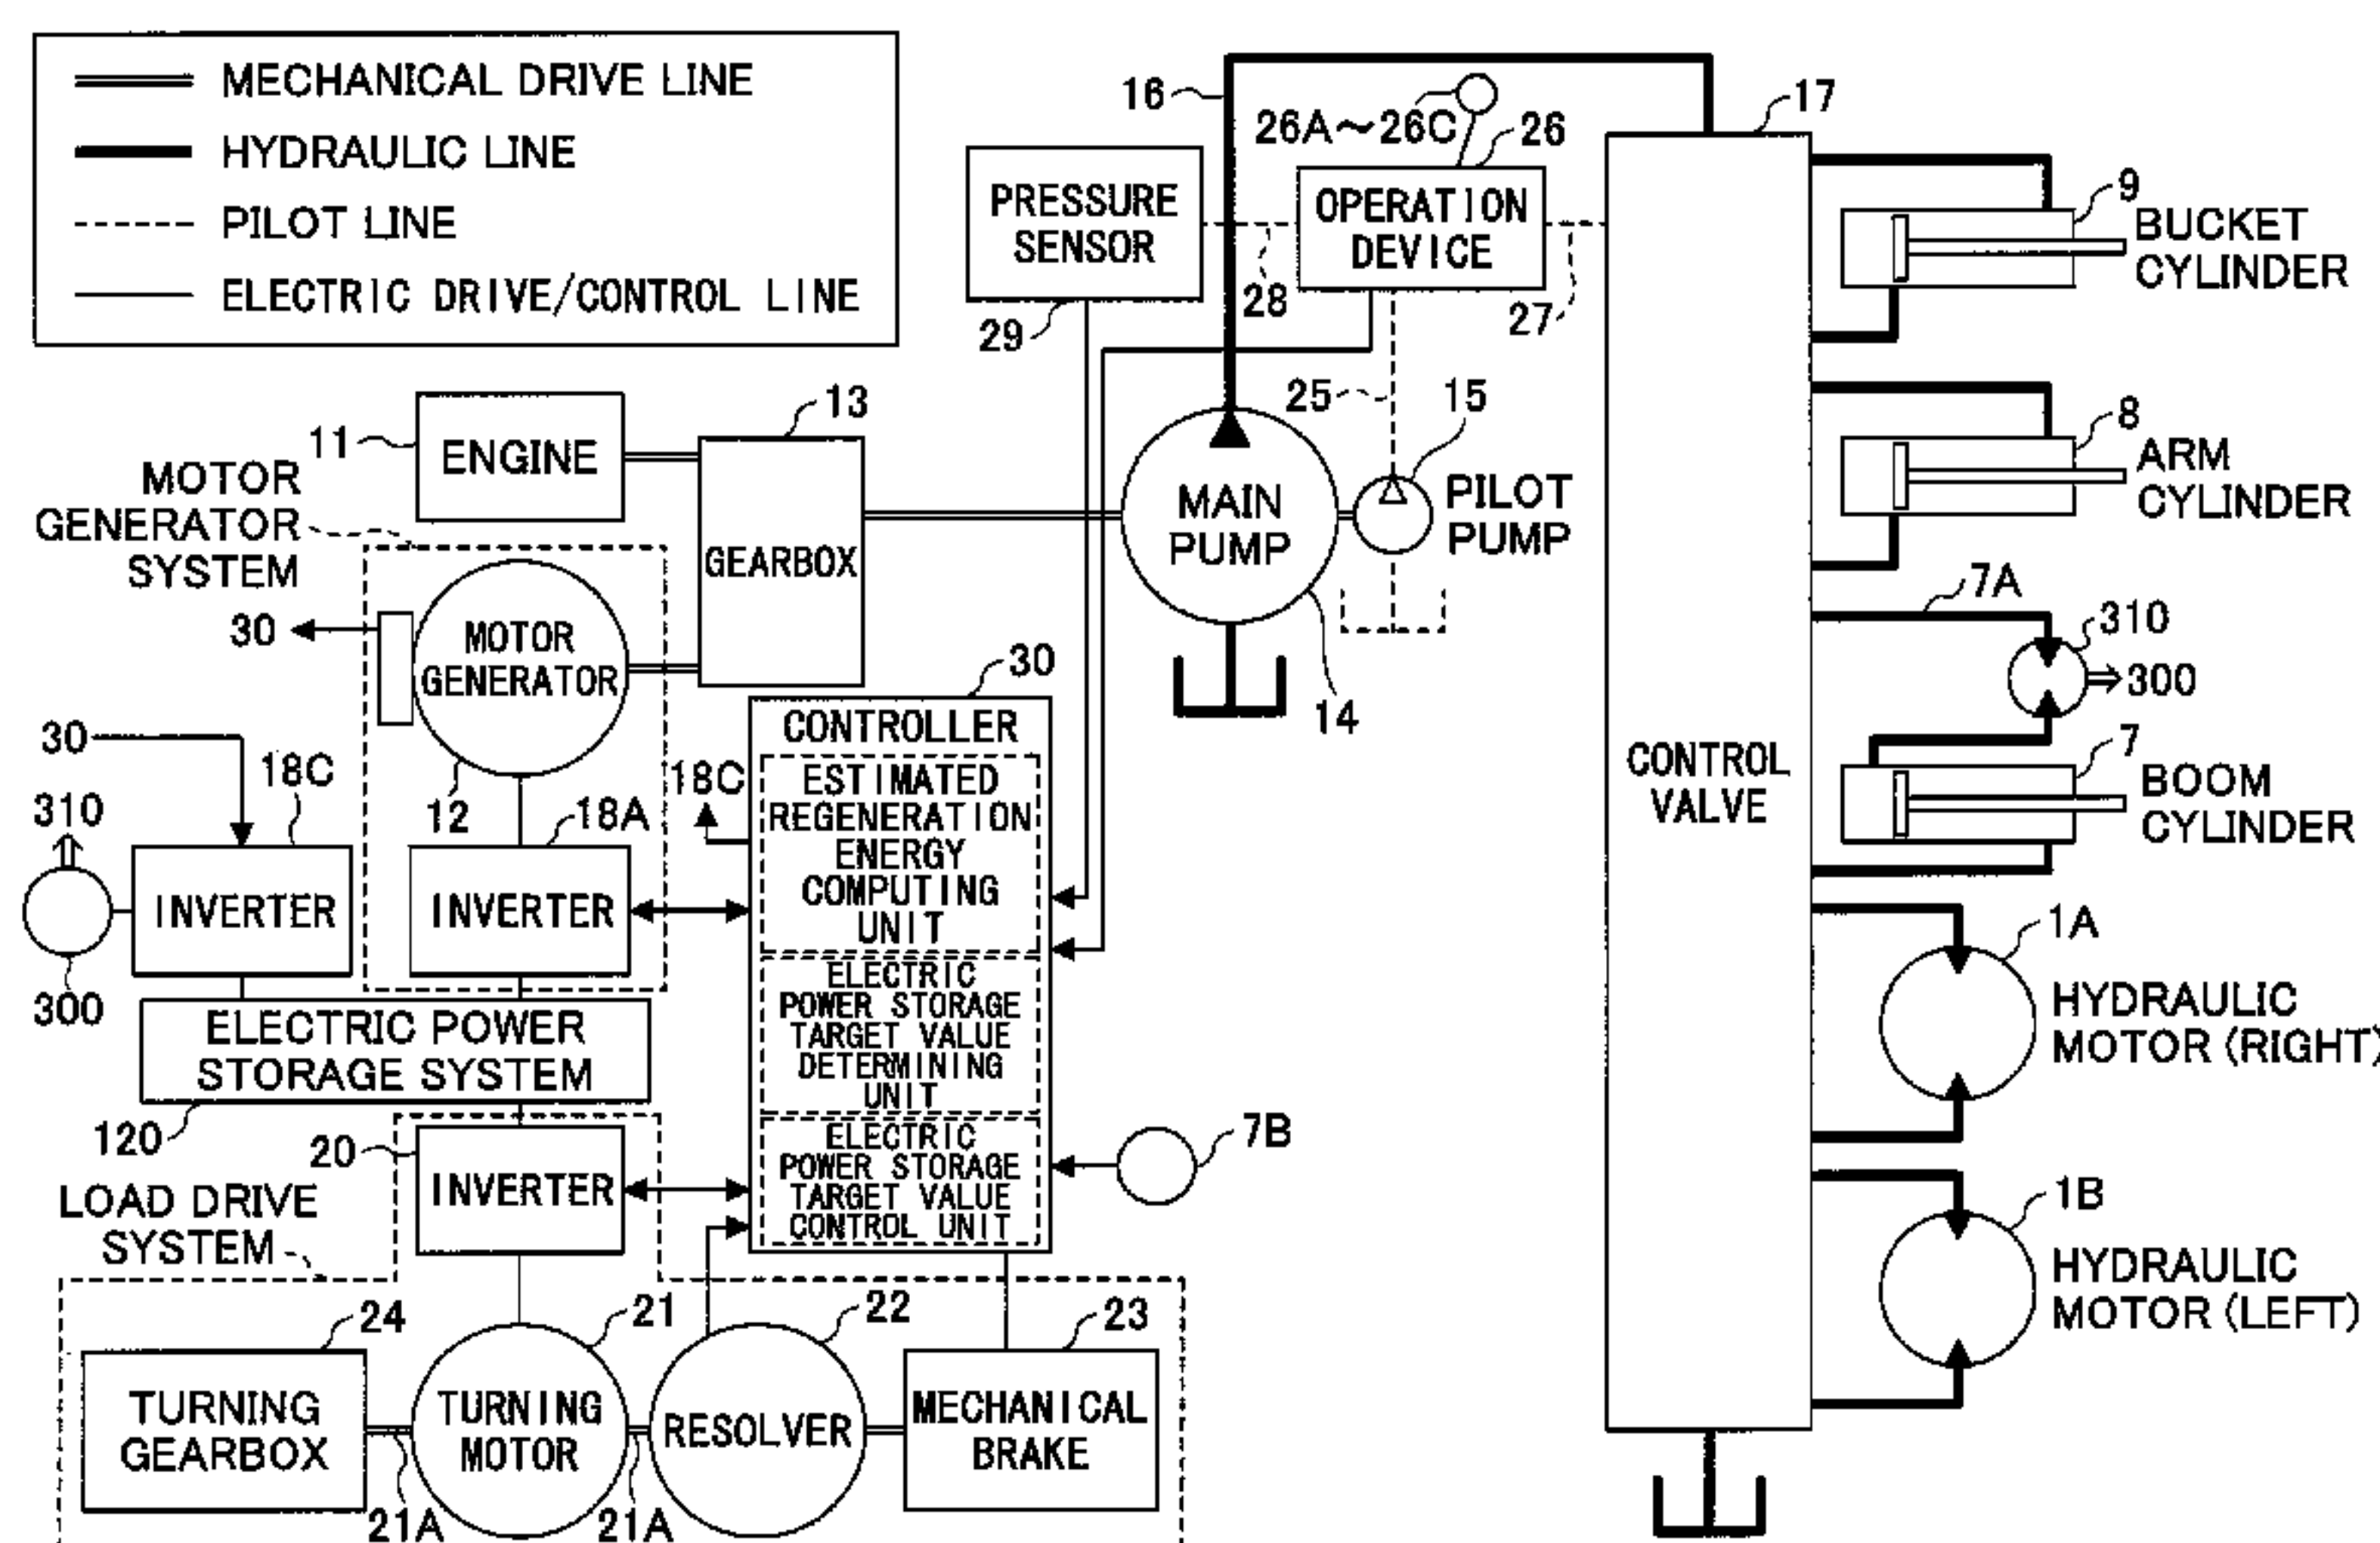 MECHANICAL DRIVE LINE
HYDRAULIC LINE
PILOT LINE
ELECTRIC DRIVE/CONTROL LINE
16
26A~26C
26
17
PRESSURE
SENSOR
29
28
OPERATION
DEVICE
27
9
BUCKET
CYLINDER
8
ARM
CYLINDER
7A
310
300
7
BOOM
CYLINDER
CONTROL
VALVE
1A
HYDRAULIC
MOTOR (RIGHT)
1B
HYDRAULIC
MOTOR (LEFT)
11
ENGINE
13
GEARBOX
25
15
MAIN
PUMP
PILOT
PUMP
14
MOTOR
GENERATOR
SYSTEM
30
MOTOR
GENERATOR
12
30
18C
310
INVERTER
300
18A
INVERTER
18C
30
CONTROLLER
ESTIMATED
REGENERATION
ENERGY
COMPUTING
UNIT
ELECTRIC
POWER STORAGE
TARGET VALUE
DETERMINING
UNIT
ELECTRIC
POWER STORAGE
TARGET VALUE
CONTROL UNIT
7B
ELECTRIC POWER
STORAGE SYSTEM
120
20
INVERTER
LOAD DRIVE
SYSTEM
24
TURNING
GEARBOX
21A
21
TURNING
MOTOR
21A
22
RESOLVER
23
MECHANICAL
BRAKE